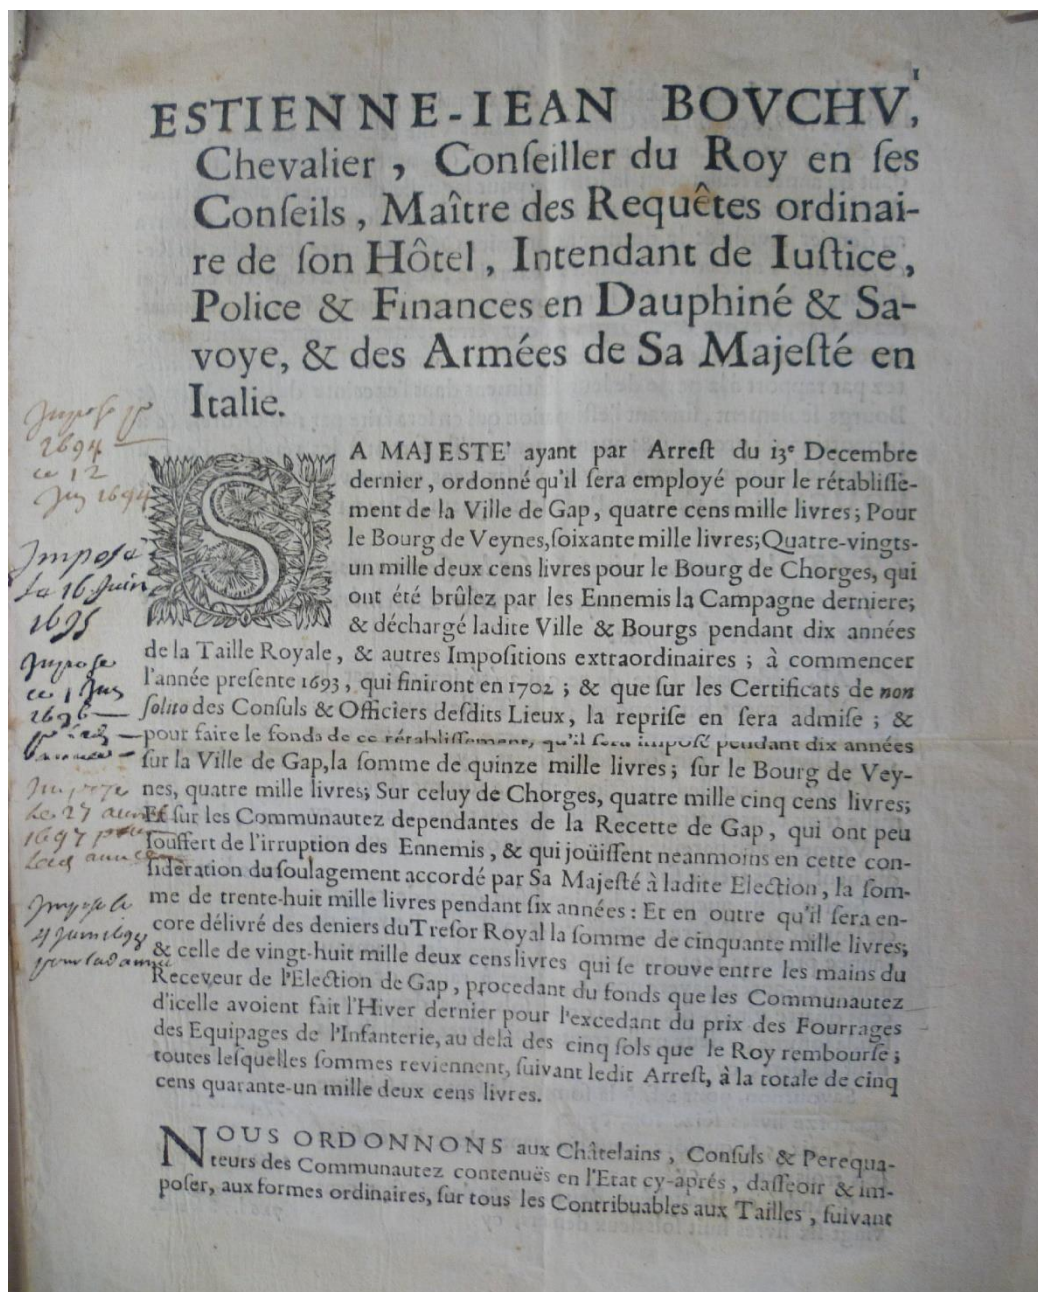 1
ESTIENNE-IEAN BOVCHV,
Chevalier, Conſeiller du Roy en ſes
Conſeils, Maître des Requêtes ordinai-
re de ſon Hôtel, Intendant de Iuſtice,
Police & Finances en Dauphiné & Sa-
voye, & des Armées de Sa Majeſté en
Italie.
SA MAJESTE' ayant par Arreſt du 13e Decembre
dernier, ordonné qu'il ſera employé pour le rétabliſſe-
ment de la Ville de Gap, quatre cens mille livres; Pour
le Bourg de Veynes, ſoixante mille livres; Quatre-vingts-
un mille deux cens livres pour le Bourg de Chorges, qui
ont été brûlez par les Ennemis la Campagne derniere;
& déchargé ladite Ville & Bourgs pendant dix années
de la Taille Royale, & autres Impoſitions extraordinaires; à commencer
l'année preſente 1693, qui finiront en 1702; & que ſur les Certificats de non
ſolito des Conſuls & Officiers deſdits Lieux, la repriſe en ſera admiſe; &
pour faire le fonds de ce rétabliſſement, qu'il ſera impoſé pendant dix années
ſur la Ville de Gap, la ſomme de quinze mille livres; ſur le Bourg de Vey-
nes, quatre mille livres; Sur celuy de Chorges, quatre mille cinq cens livres;
Et ſur les Communautez dependantes de la Recette de Gap, qui ont peu
ſouffert de l'irruption des Ennemis, & qui joüiſſent neanmoins en cette con-
ſideration du ſoulagement accordé par Sa Majeſté à ladite Election, la ſom-
me de trente-huit mille livres pendant ſix années: Et en outre qu'il ſera en-
core délivré des deniers du Treſor Royal la ſomme de cinquante mille livres;
& celle de vingt-huit mille deux cens livres qui ſe trouve entre les mains du
Receveur de l'Election de Gap, procedant du fonds que les Communautez
d'icelle avoient fait l'Hiver dernier pour l'excedant du prix des Fourrages
des Equipages de l'Infanterie, au delà des cinq ſols que le Roy rembourſe;
toutes leſquelles ſommes reviennent, ſuivant ledit Arreſt, à la totale de cinq
cens quarante-un mille deux cens livres.
NOUS ORDONNONS aux Châtelains, Conſuls & Perequa-
teurs des Communautez contenuës en l'Etat cy-aprés, daſſeoir & im-
poſer, aux formes ordinaires, ſur tous les Contribuables aux Tailles, ſuivant
Impose
1694
ce 12
1694
Imposé
le 16 Juin
1695
Impose
ce 1
1696
Impose
le 27
1697 pour
Impose le
4 Juin 1698